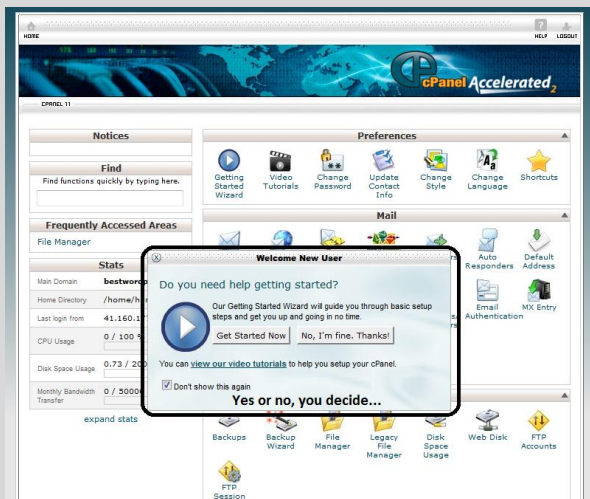 HOME
HELP
LOGOUT
cPanel Accelerated2
CPANEL 11
Notices
Find
Find functions quickly by typing here.
Frequently Accessed Areas
File Manager
Stats
Main Domain
Home Directory
Last login from
CPU Usage
0 / 100
Disk Space Usage
0.73 /
Monthly Bandwidth
Transfer
expand stats
Preferences
Getting
Started
Wizard
Video
Tutorials
Change
Password
Update
Contact
Info
Change
Style
Change
Language
Shortcuts
Mail
Auto
Responders
Default
Address
Email
Authentication
MX Entry
Welcome New User
Do you need help getting started?
Our Getting Started Wizard will guide you through basic setup
steps and get you up and going in no time.
Get Started Now
No, I'm fine. Thanks!
You can view our video tutorials to help you setup your cPanel.
Don't show this again
Yes or no, you decide...
Backups
Backup
Wizard
File
Manager
Legacy
File
Manager
Disk
Space
Usage
Web Disk
FTP
Accounts
FTP
Session